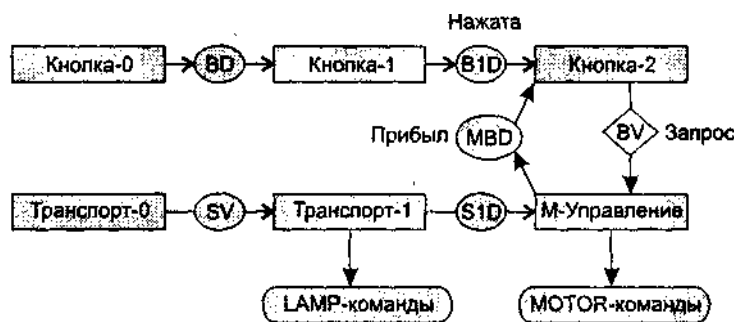 Нажата
Кнопка-0
BD
Кнопка-1
B1D
Кнопка-2
Прибыл
MBD
BV
Запрос
Транспорт-0
SV
Транспорт-1
S1D
М-Управление
LAMP-команды
MOTOR-команды